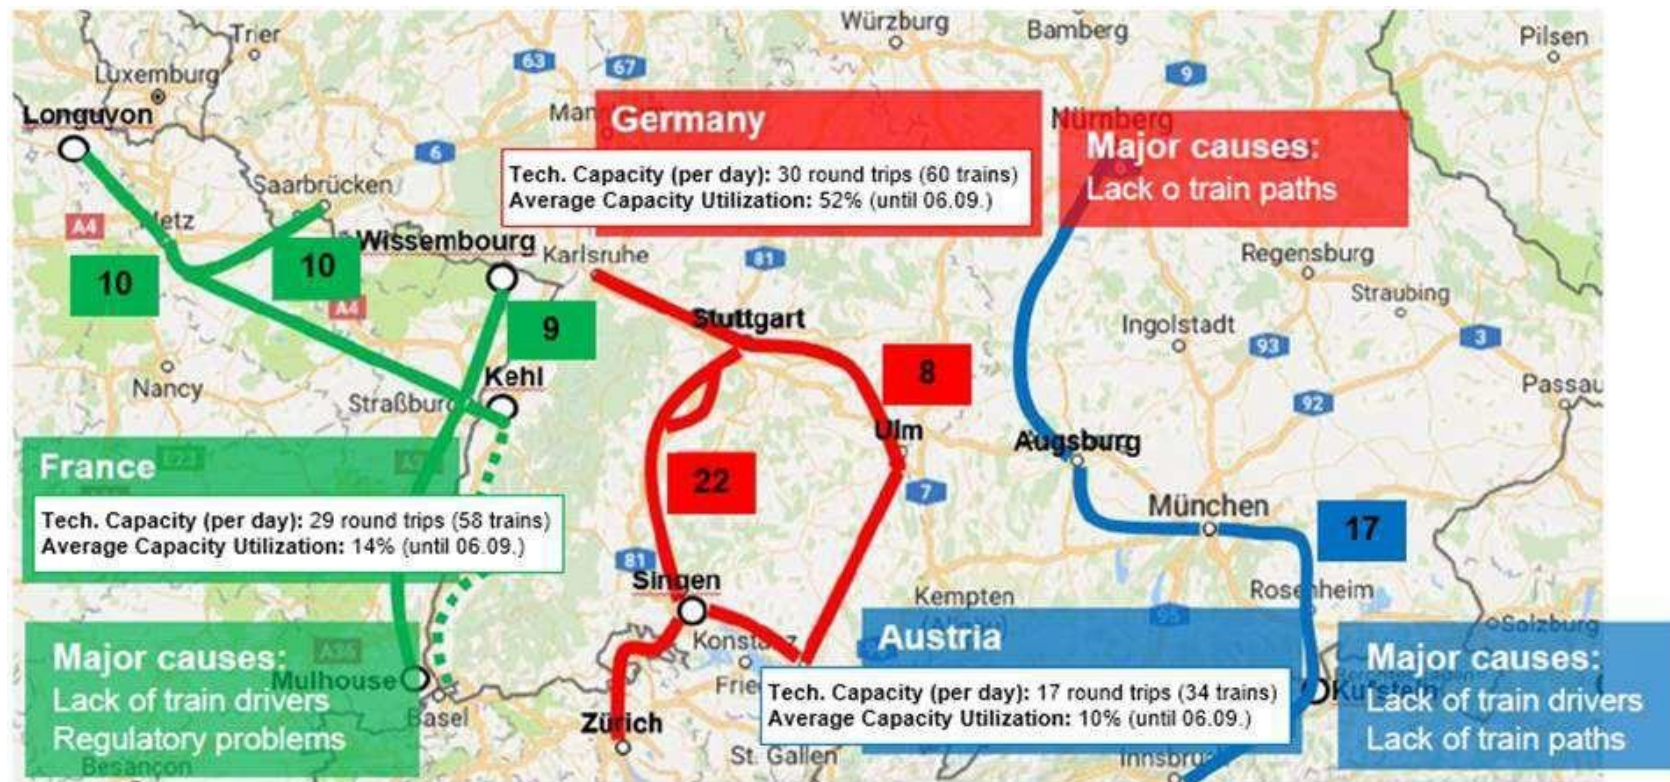 Würzburg
Bamberg
Pilsen
Trier
Luxemburg
63
67
9
Longuyon
Germany
Nürnberg
Major causes:
Lack o train paths
6
Tech. Capacity (per day): 30 round trips (60 trains)
Average Capacity Utilization: 52% (until 06.09.)
Saarbrücken
A4
Wissembourg
Karlsruhe
81
Regensburg
10
10
Straubing
A4
9
Stuttgart
Ingolstadt
93
3
Nancy
Kehl
8
Passau
Straßburg
92
Ulm
Augsburg
France
22
7
München
17
Tech. Capacity (per day): 29 round trips (58 trains)
Average Capacity Utilization: 14% (until 06.09.)
81
Singen
Kempten
Rosenheim
Konstanz
Austria
Salzburg
Major causes:
Lack of train drivers
Regulatory problems
Mulhouse
Basel
Zürich
St. Gallen
Tech. Capacity (per day): 17 round trips (34 trains)
Average Capacity Utilization: 10% (until 06.09.)
Kufstein
Major causes:
Lack of train drivers
Lack of train paths
Besançon